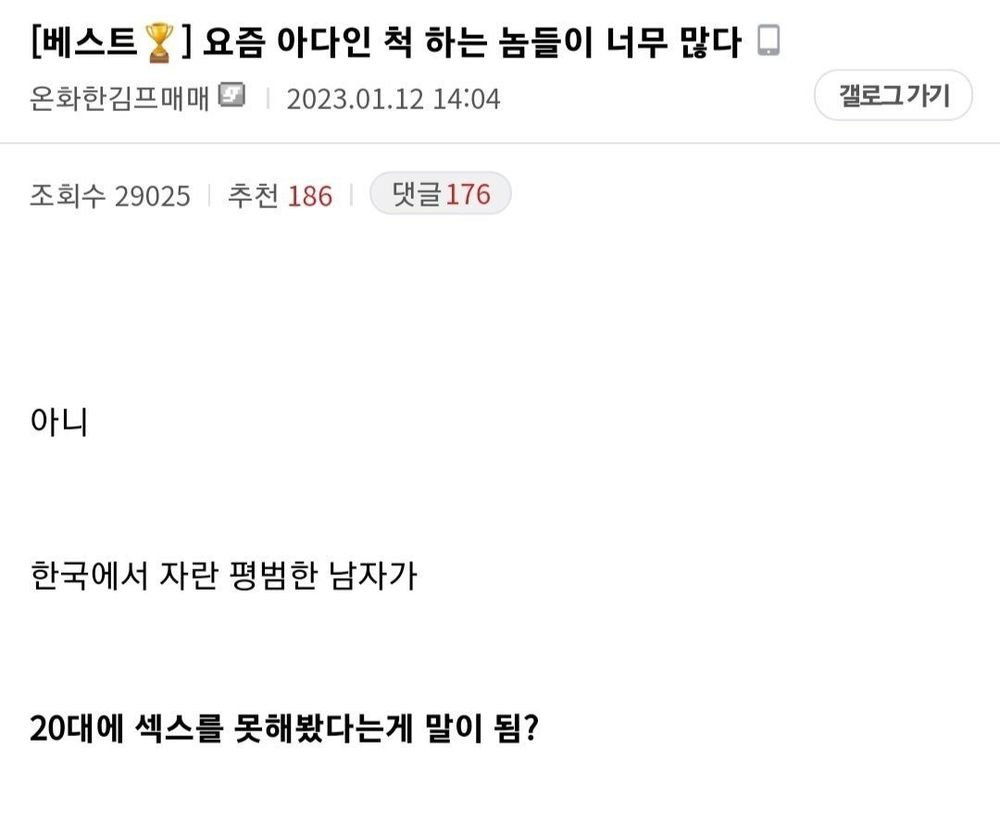 [베스트🏆] 요즘 아다인 척 하는 놈들이 너무 많다
온화한김프매매 | 2023.01.12 14:04
갤로그 가기
조회수 29025 | 추천 186 | 댓글 176
아니
한국에서 자란 평범한 남자가
20대에 섹스를 못해봤다는게 말이 됨?